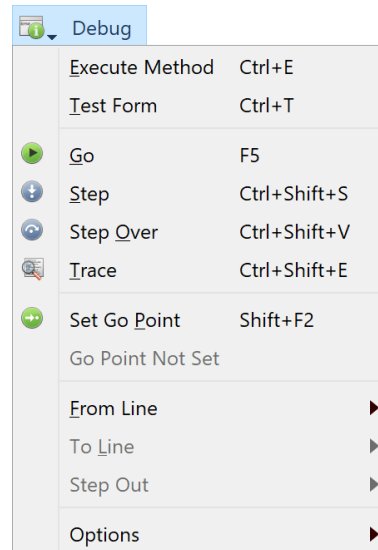 Debug
Execute Method Ctrl+E
Test Form Ctrl+T
Go F5
Step Ctrl+Shift+S
Step Over Ctrl+Shift+V
Trace Ctrl+Shift+E
Set Go Point Shift+F2
Go Point Not Set
From Line
To Line
Step Out
Options